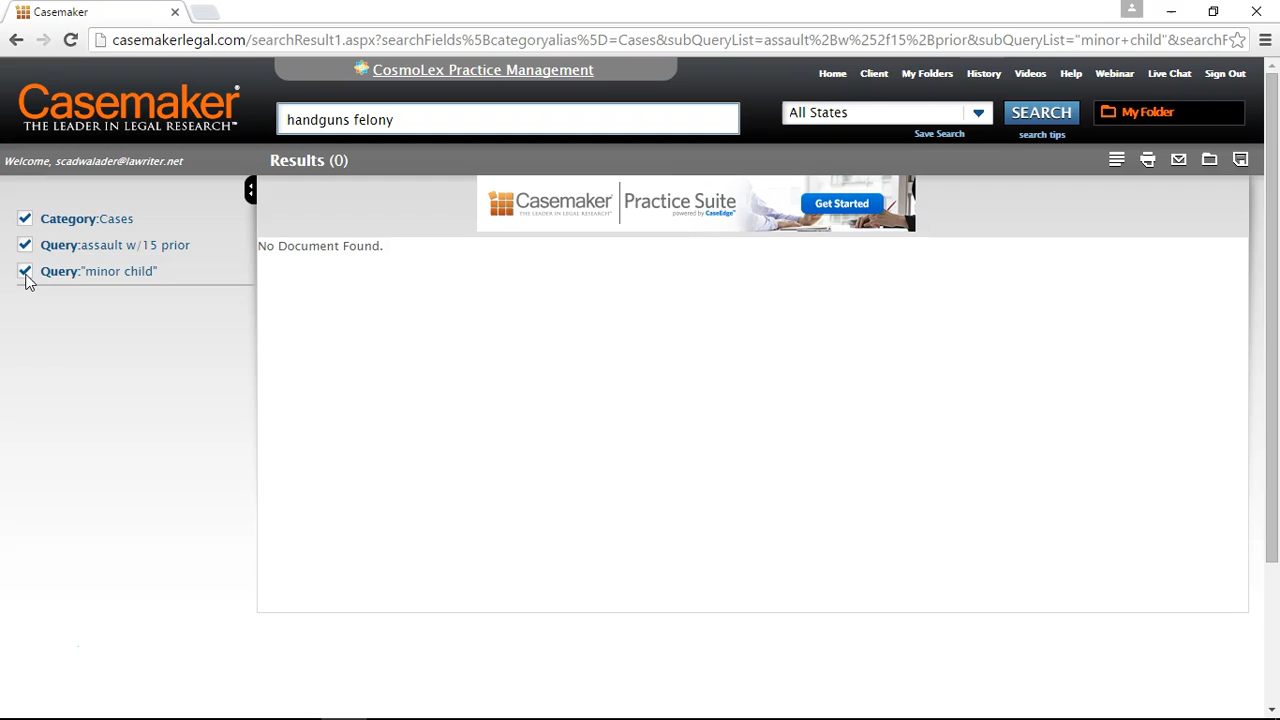 Casemaker
casemakerlegal.com/searchResult1.aspx?searchFields%5Bcategoryalias%5D=Cases&subQueryList=assault%2Bw%252f15%2Bprior&subQueryList="minor+child"&searchF
CosmoLex Practice Management
Home Client My Folders History Videos Help Webinar Live Chat Sign Out
Casemaker
THE LEADER IN LEGAL RESEARCH™
handguns felony
All States
SEARCH
My Folder
Save Search
search tips
Welcome, scadwalader@lawriter.net
Results (0)
Category:Cases
Query:assault w/15 prior
Query:"minor child"
Casemaker
THE LEADER IN LEGAL RESEARCH
Practice Suite
powered by CaseEdge
Get Started
No Document Found.